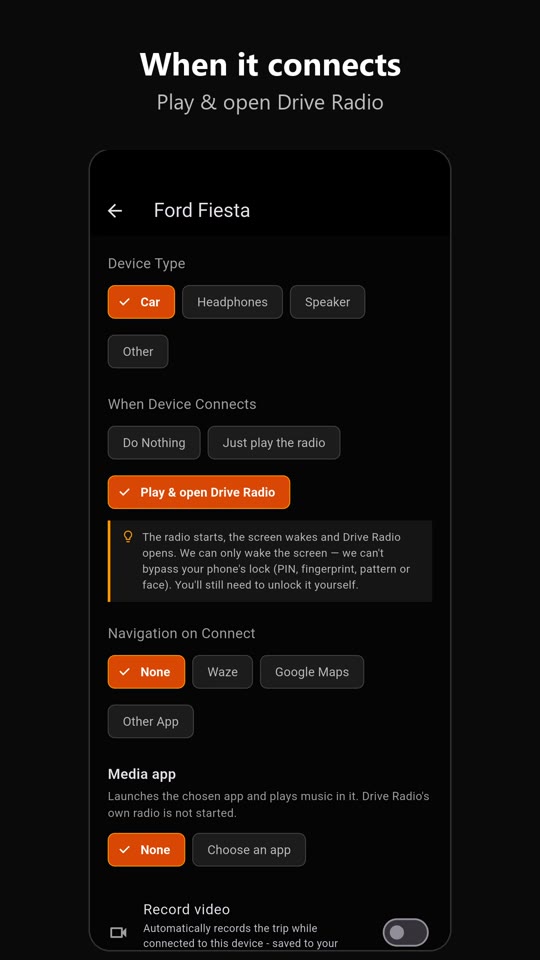 When it connects
Play & open Drive Radio
Ford Fiesta
Device Type
Car
Headphones
Speaker
Other
When Device Connects
Do Nothing
Just play the radio
Play & open Drive Radio
The radio starts, the screen wakes and Drive Radio
opens. We can only wake the screen — we can't
bypass your phone's lock (PIN, fingerprint, pattern or
face). You'll still need to unlock it yourself.
Navigation on Connect
None
Waze
Google Maps
Other App
Media app
Launches the chosen app and plays music in it. Drive Radio's
own radio is not started.
None
Choose an app
Record video
Automatically records the trip while
connected to this device - saved to your